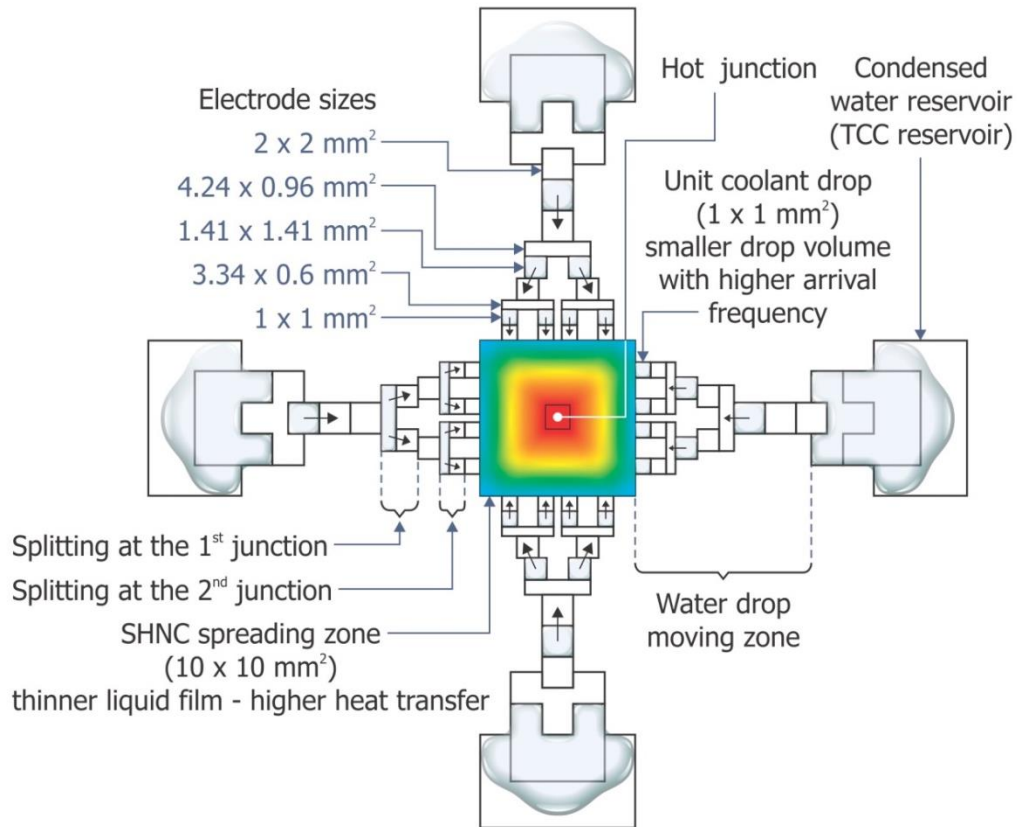 Electrode sizes
2 x 2 mm²
4.24 x 0.96 mm²
1.41 x 1.41 mm²
3.34 x 0.6 mm²
1 x 1 mm²
Hot junction
Condensed
water reservoir
(TCC reservoir)
Unit coolant drop
(1 x 1 mm²)
smaller drop volume
with higher arrival
frequency
Splitting at the 1st junction
Splitting at the 2nd junction
SHNC spreading zone
(10 x 10 mm²)
thinner liquid film - higher heat transfer
Water drop
moving zone